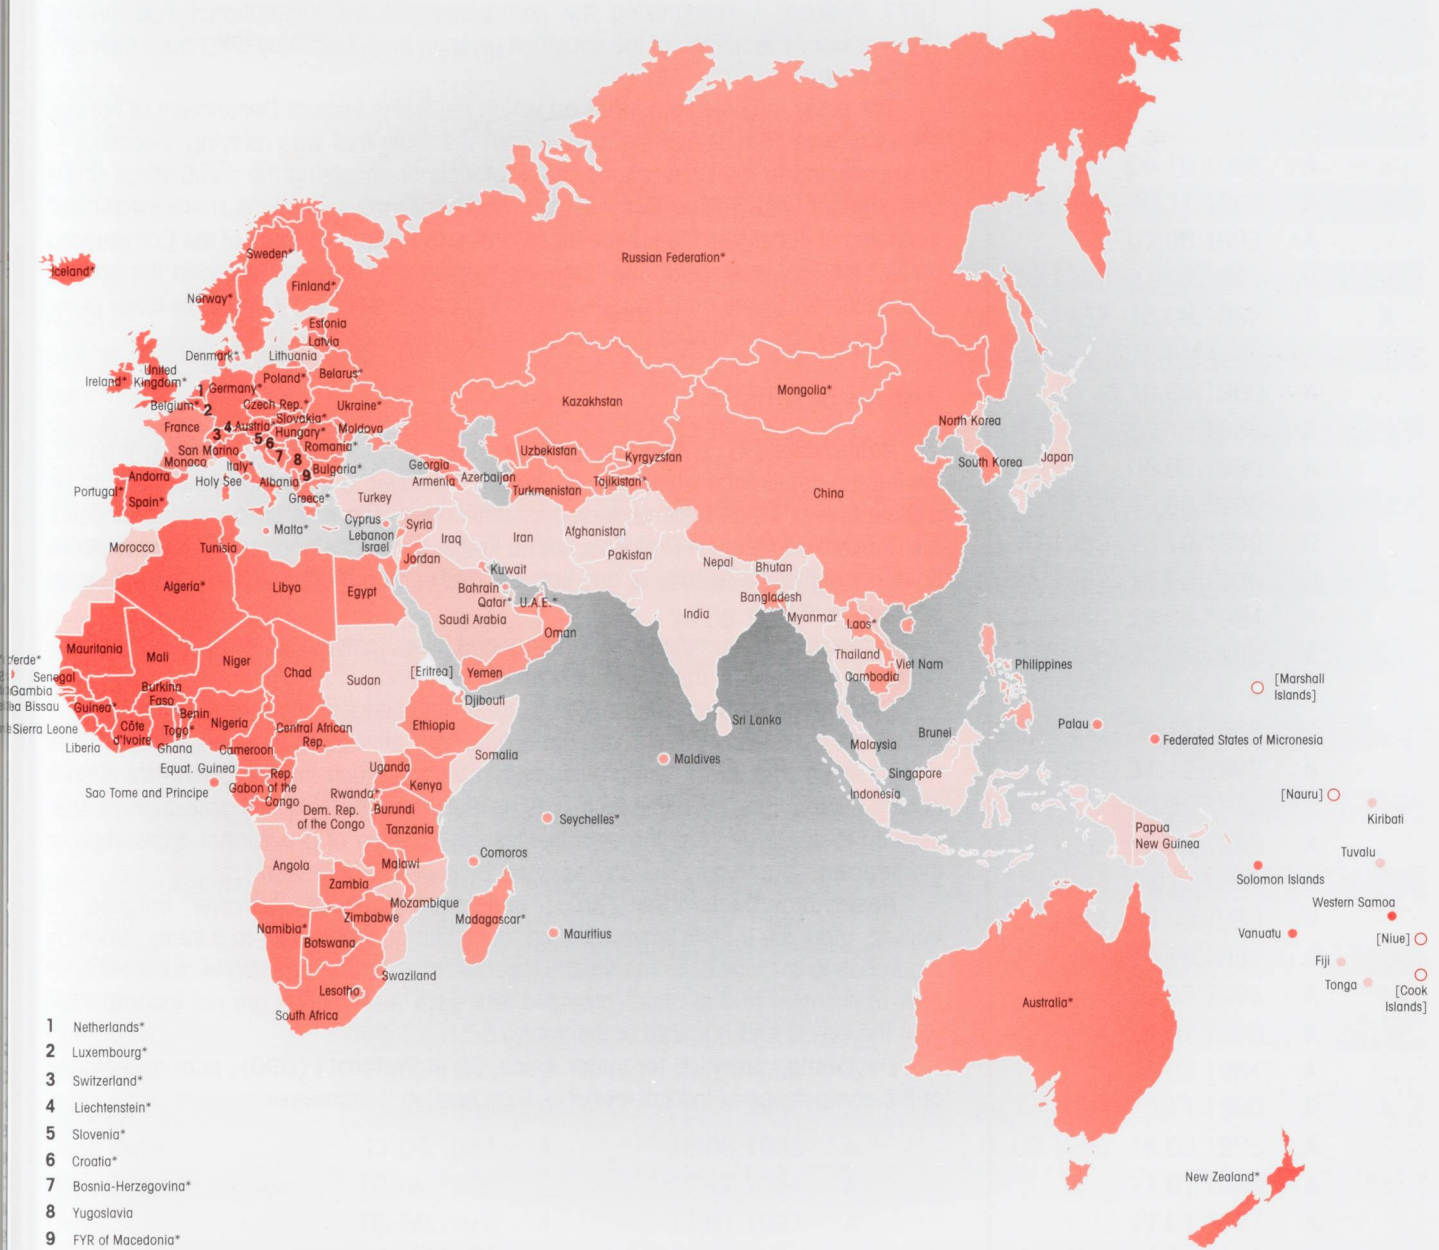 Iceland*
Sweden*
Norway*
Finland*
Russian Federation*
Estonia
Latvia
Denmark*
Lithuania
United
Kingdom*
Ireland*
1
Germany*
Poland*
Belarus*
Belgium*
2
Czech Rep.*
Slovakia*
Ukraine*
France
3
4
Austria*
Hungary*
Moldova
5
6
San Marino
Romania*
Monaco
7
8
Italy*
Bulgaria*
Andorra
Holy See
Albania
9
Portugal*
Spain*
Greece*
Kazakhstan
Mongolia*
North Korea
South Korea
Japan
Georgia
Armenia
Azerbaijan
Uzbekistan
Kyrgyzstan
Tajikistan*
Turkmenistan
China
Turkey
Malta*
Cyprus
Lebanon
Israel
Syria
Iraq
Iran
Afghanistan
Pakistan
Nepal
Bhutan
Morocco
Tunisia
Jordan
Kuwait
Algeria*
Libya
Egypt
Bahrain
Qatar*
U.A.E.*
Saudi Arabia
India
Bangladesh
Myanmar
Laos*
Oman
Mauritania
Mali
Niger
Chad
Sudan
[Eritrea]
Yemen
Thailand
Viet Nam
Cambodia
Philippines
[Marshall
Islands]
Verde*
Senegal
Gambia
Bissau
Guinea*
Burkina
Faso
Benin
Nigeria
Djibouti
Sierra Leone
Côte
d'Ivoire
Togo*
Central African
Rep.
Ethiopia
Sri Lanka
Brunei
Palau
Liberia
Ghana
Cameroon
Somalia
Maldives
Malaysia
Federated States of Micronesia
Equat. Guinea
Uganda
Singapore
Sao Tome and Principe
Gabon
Rep.
of the
Congo
Rwanda*
Kenya
Indonesia
[Nauru]
Dem. Rep.
of the Congo
Burundi
Tanzania
Seychelles*
Kiribati
Papua
New Guinea
Comoros
Tuvalu
Angola
Malawi
Solomon Islands
Zambia
Mozambique
Western Samoa
Zimbabwe
Madagascar*
Mauritius
Namibia*
Botswana
Vanuatu
[Niue]
Swaziland
Fiji
Lesotho
Tonga
[Cook
Islands]
South Africa
Australia*
New Zealand*
1 Netherlands*
2 Luxembourg*
3 Switzerland*
4 Liechtenstein*
5 Slovenia*
6 Croatia*
7 Bosnia-Herzegovina*
8 Yugoslavia
9 FYR of Macedonia*